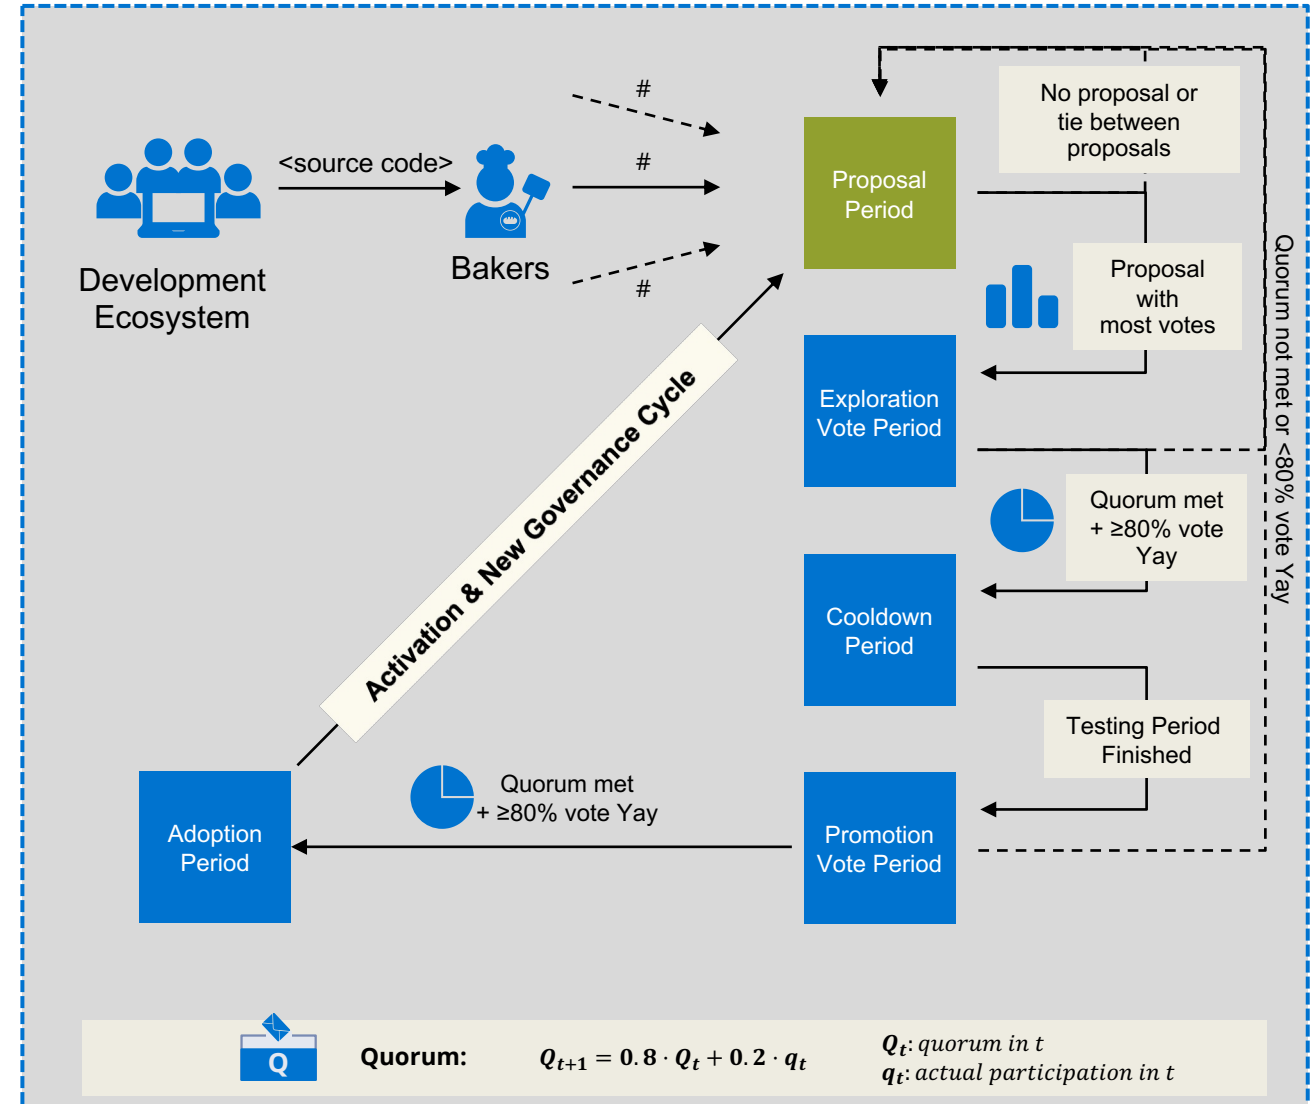 #
<source code>
#
#
Development
Ecosystem
Bakers
Proposal
Period
No proposal or
tie between
proposals
Proposal
with
most votes
Exploration
Vote Period
Quorum met
+ ≥80% vote
Yay
Quorum not met or <80% vote Yay
Cooldown
Period
Testing Period
Finished
Activation & New Governance Cycle
Promotion
Vote Period
Quorum met
+ ≥80% vote Yay
Adoption
Period
Q
Quorum:
Q_{t+1} = 0.8 · Q_t + 0.2 · q_t
Q_t: quorum in t
q_t: actual participation in t